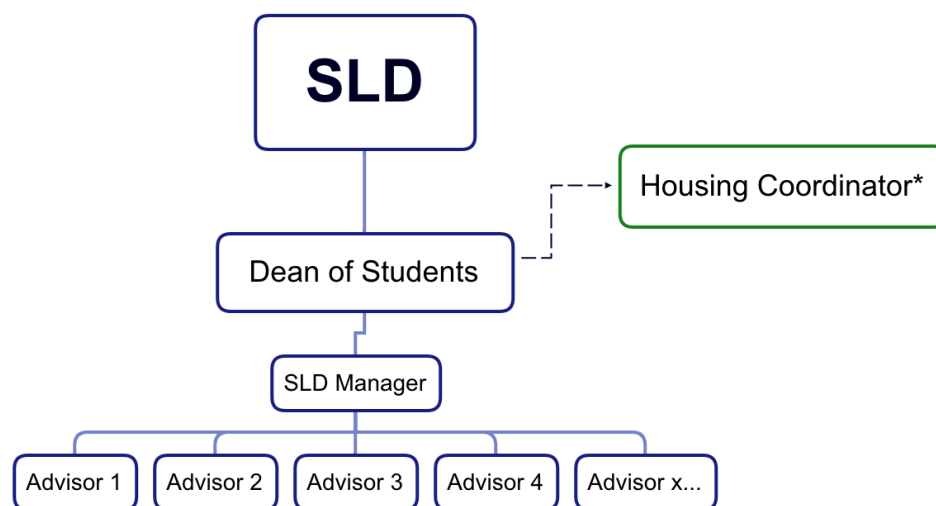 SLD
Housing Coordinator*
Dean of Students
SLD Manager
Advisor 1
Advisor 2
Advisor 3
Advisor 4
Advisor x...